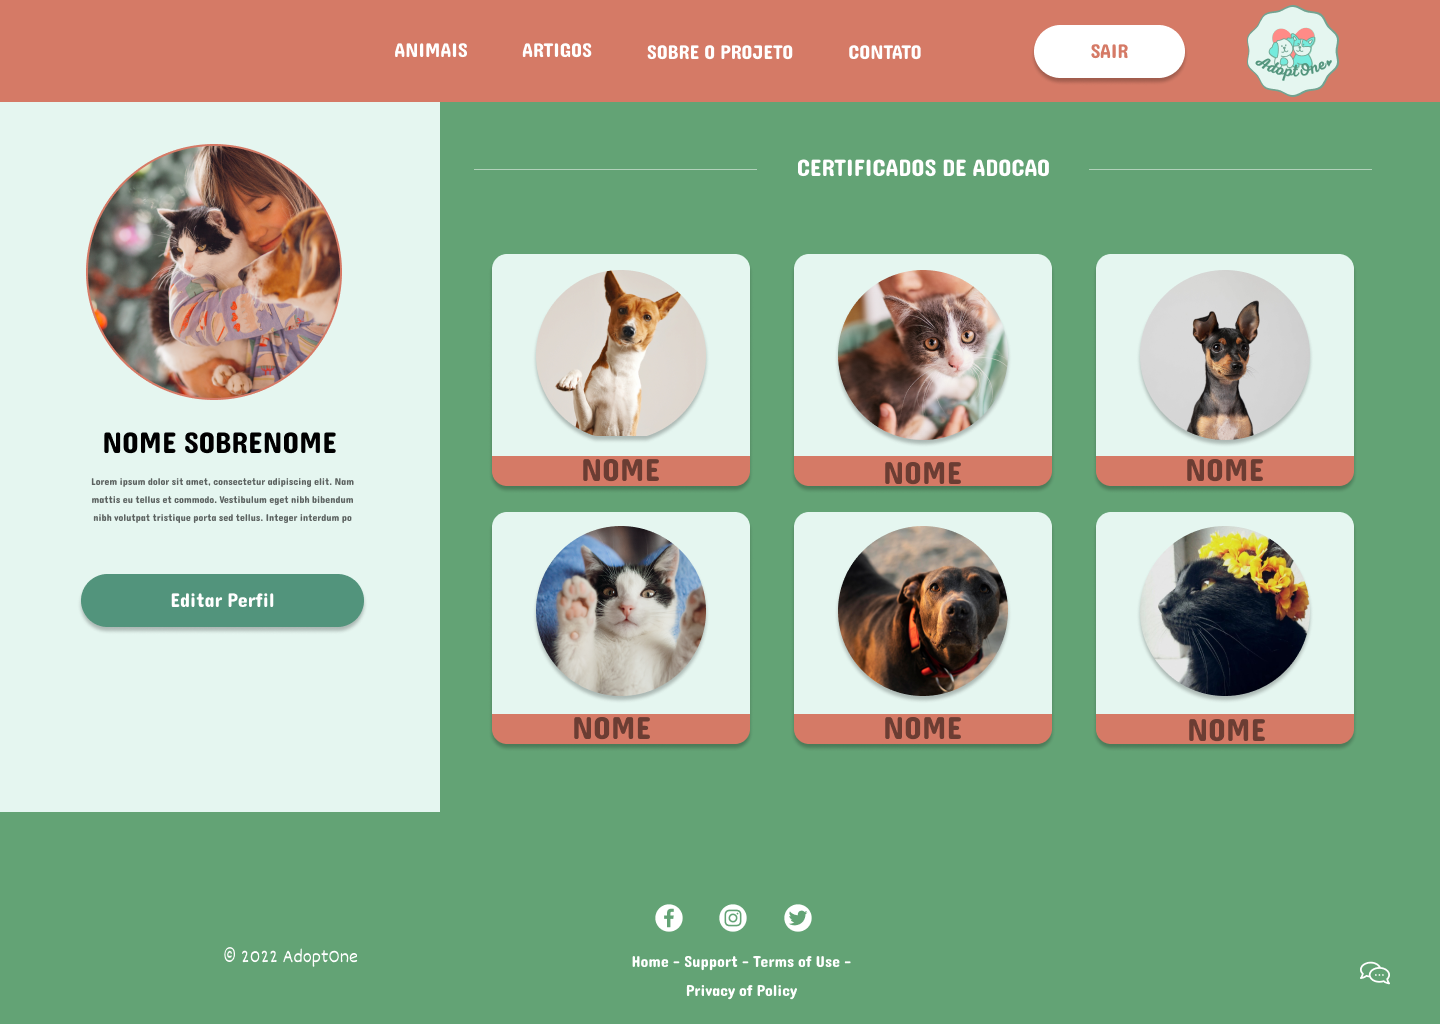 ANIMAIS
ARTIGOS
SOBRE O PROJETO
CONTATO
SAIR
AdoptOne
CERTIFICADOS DE ADOCAO
NOME SOBRENOME
Lorem ipsum dolor sit amet, consectetur adipiscing elit. Nam
mattis eu tellus et commodo. Vestibulum eget nibh bibendum
nibh volutpat tristique porta sed tellus. Integer interdum po
Editar Perfil
NOME
NOME
NOME
NOME
NOME
NOME
© 2022 AdoptOne
Home - Support - Terms of Use -
Privacy of Policy